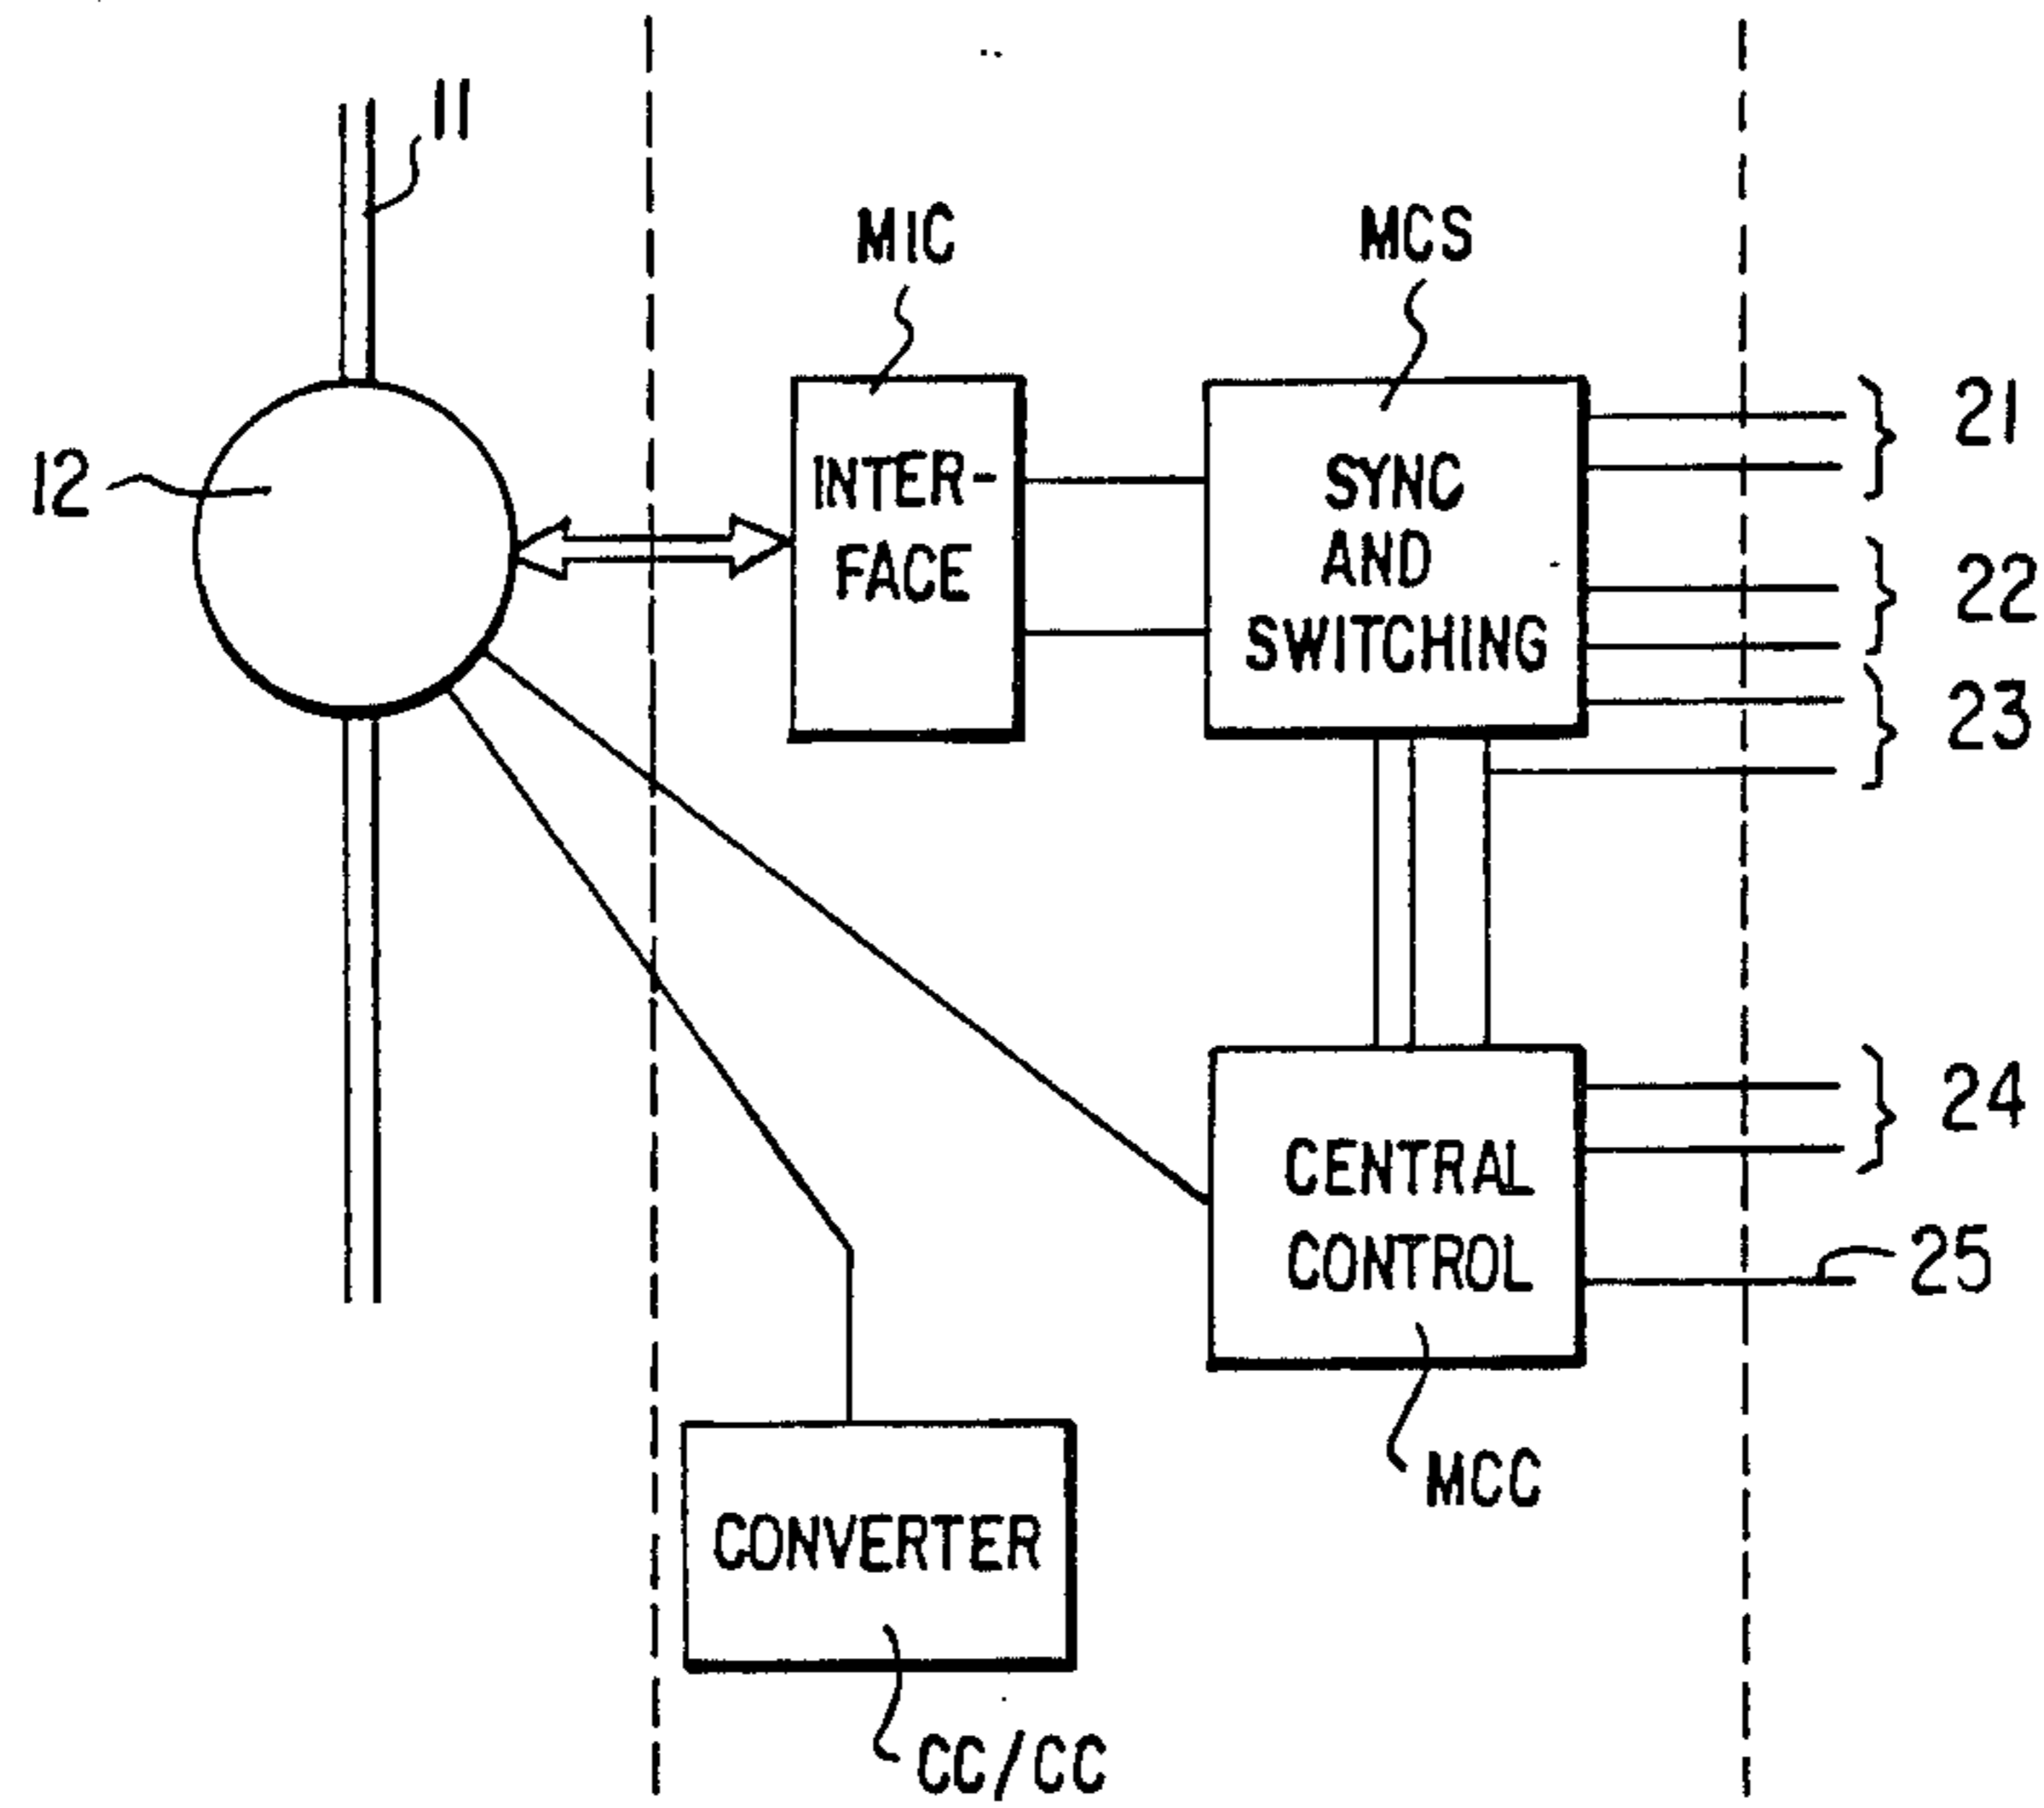 11
12
MIC
MCS
INTER-
FACE
SYNC
AND
SWITCHING
21
22
23
CENTRAL
CONTROL
24
25
MCC
CONVERTER
CC/CC